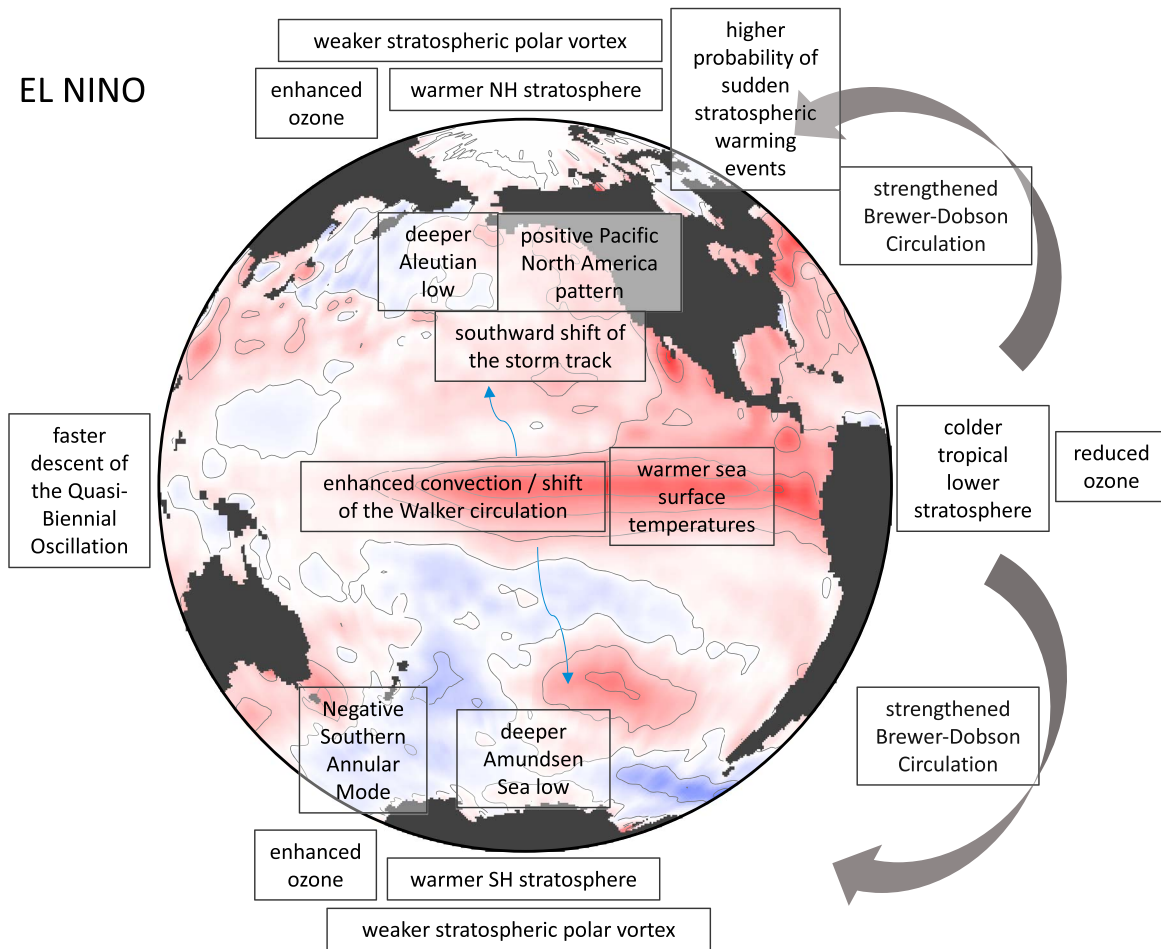 EL NINO
weaker stratospheric polar vortex
enhanced
ozone
warmer NH stratosphere
higher
probability of
sudden
stratospheric
warming
events
strengthened
Brewer-Dobson
Circulation
deeper
Aleutian
low
positive Pacific
North America
pattern
southward shift of
the storm track
faster
descent of
the Quasi-
Biennial
Oscillation
enhanced convection / shift
of the Walker circulation
warmer sea
surface
temperatures
colder
tropical
lower
stratosphere
reduced
ozone
Negative
Southern
Annular
Mode
deeper
Amundsen
Sea low
strengthened
Brewer-Dobson
Circulation
enhanced
ozone
warmer SH stratosphere
weaker stratospheric polar vortex